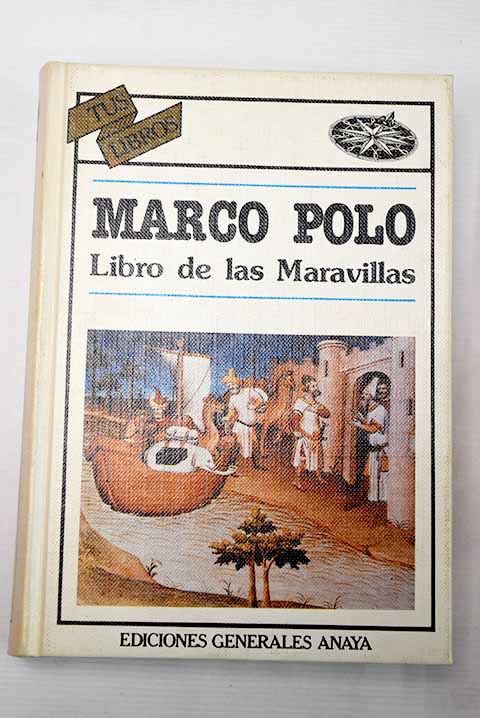 TUS
LIBROS
MARCO POLO
Libro de las Maravillas
EDICIONES GENERALES ANAYA